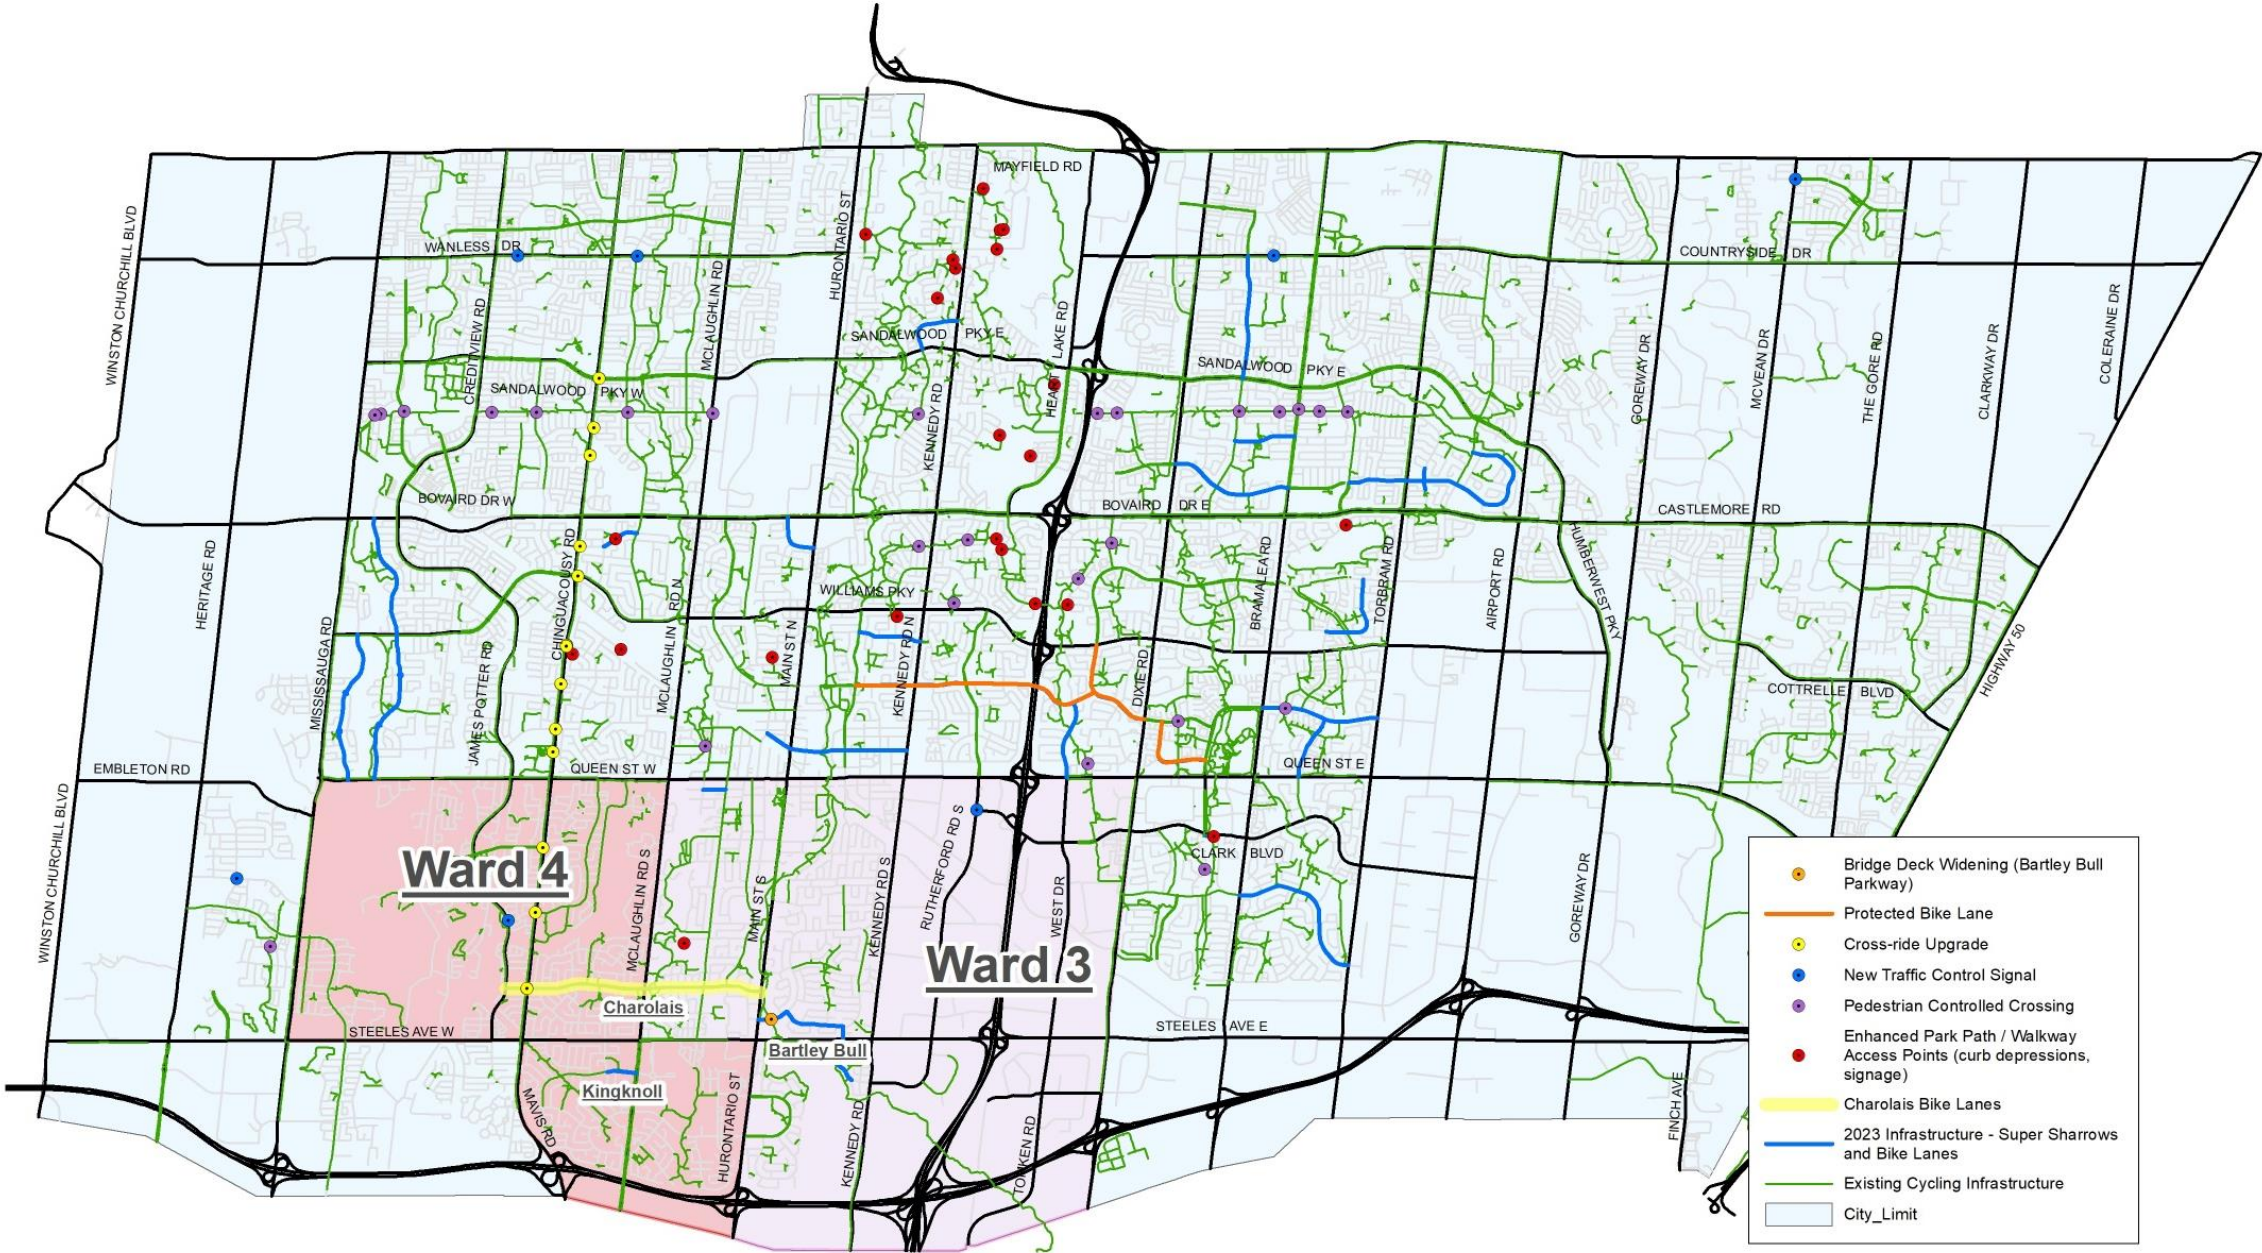 MAYFIELD RD
WINSTON CHURCHILL BLVD
HURONTARIO ST
WANLESS DR
COUNTRYSIDE DR
MCLAUGHLIN RD
CREDITVIEW RD
SANDALWOOD PKY E
HEART LAKE RD
SANDALWOOD PKY E
SANDALWOOD PKY W
KENNEDY RD
GOREWAY DR
MCVEAN DR
THE GORE RD
CLARKWAY DR
COLERAINE DR
BOVAIRD DR W
BOVAIRD DR E
CASTLEMORE RD
HERITAGE RD
CHINGUACOUSY RD
MCLAUGHLIN RD N
WILLIAMS PKY
BRAMALEA RD
TORBRAM RD
AIRPORT RD
HUMBERWEST PKY
MISSISSAUGA RD
JAMES POTTER RD
MAIN ST N
KENNEDY RD N
DIXIE RD
COTTRELLE BLVD
HIGHWAY 50
EMBLETON RD
QUEEN ST W
QUEEN ST E
WINSTON CHURCHILL BLVD
Ward 4
MCLAUGHLIN RD S
MAIN ST S
KENNEDY RD S
RUTHERFORD RD S
WEST DR
CLARK BLVD
GOREWAY DR
Ward 3
Charolais
STEELES AVE W
STEELES AVE E
Bartley Bull
Kingknoll
MAVIS RD
HURONTARIO ST
KENNEDY RD
TOMKEN RD
FINCH AVE
Bridge Deck Widening (Bartley Bull
Parkway)
Protected Bike Lane
Cross-ride Upgrade
New Traffic Control Signal
Pedestrian Controlled Crossing
Enhanced Park Path / Walkway
Access Points (curb depressions,
signage)
Charolais Bike Lanes
2023 Infrastructure - Super Sharrows
and Bike Lanes
Existing Cycling Infrastructure
City_Limit